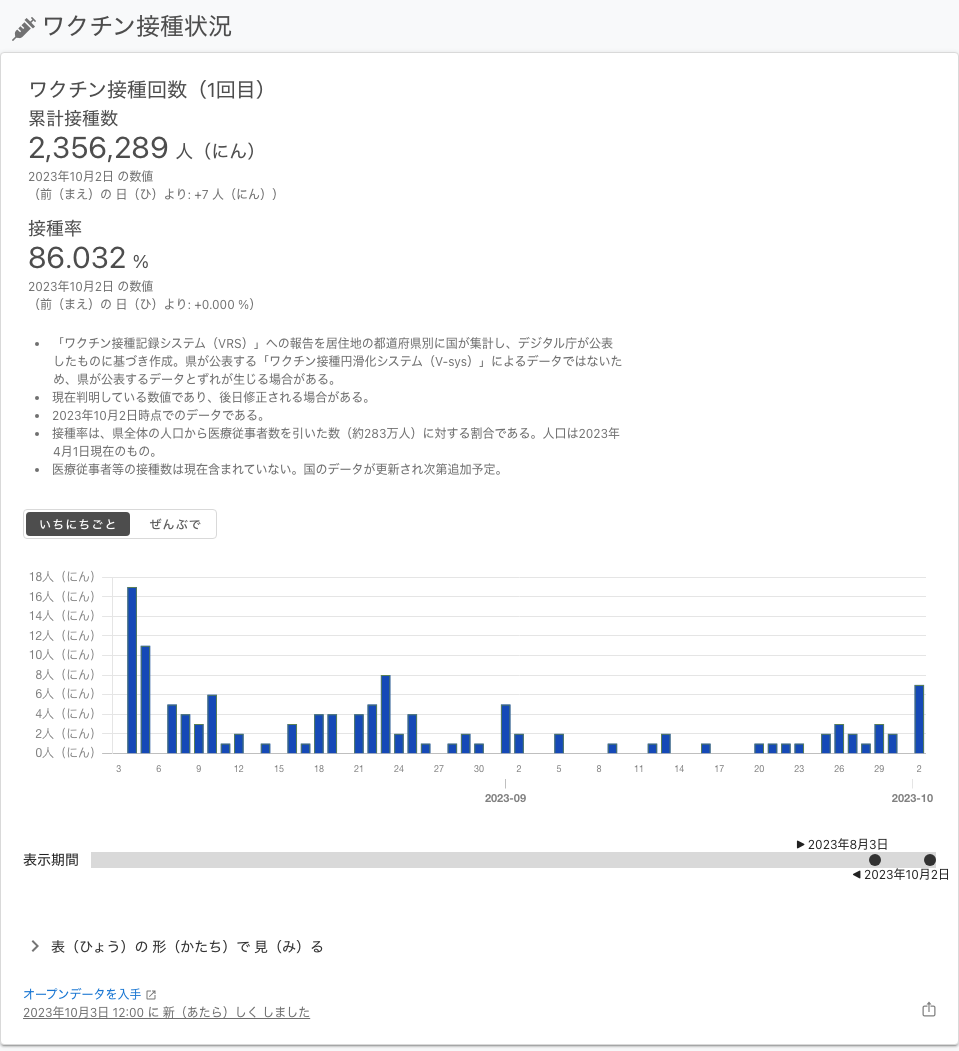 ワクチン接種状況
ワクチン接種回数（1回目）
累計接種数
2,356,289 人（にん）
2023年10月2日 の数値
（前（まえ）の 日（ひ）より: +7 人（にん））
接種率
86.032 %
2023年10月2日 の数値
（前（まえ）の 日（ひ）より: +0.000 %）
• 「ワクチン接種記録システム（VRS）」への報告を居住地の都道府県別に国が集計し、デジタル庁が公表
したものに基づき作成。県が公表する「ワクチン接種円滑化システム（V-sys）」によるデータではないた
め、県が公表するデータとずれが生じる場合がある。
• 現在判明している数値であり、後日修正される場合がある。
• 2023年10月2日時点でのデータである。
• 接種率は、県全体の人口から医療従事者数を引いた数（約283万人）に対する割合である。人口は2023年
4月1日現在のもの。
• 医療従事者等の接種数は現在含まれていない。国のデータが更新され次第追加予定。
いちにちごと ぜんぶで
18人（にん）
16人（にん）
14人（にん）
12人（にん）
10人（にん）
8人（にん）
6人（にん）
4人（にん）
2人（にん）
0人（にん）
3 6 9 12 15 18 21 24 27 30 2 5 8 11 14 17 20 23 26 29 2
2023-09 2023-10
▶ 2023年8月3日
表示期間
◀ 2023年10月2日
表（ひょう）の 形（かたち）で 見（み）る
オープンデータを入手
2023年10月3日 12:00 に 新（あたら）しく しました